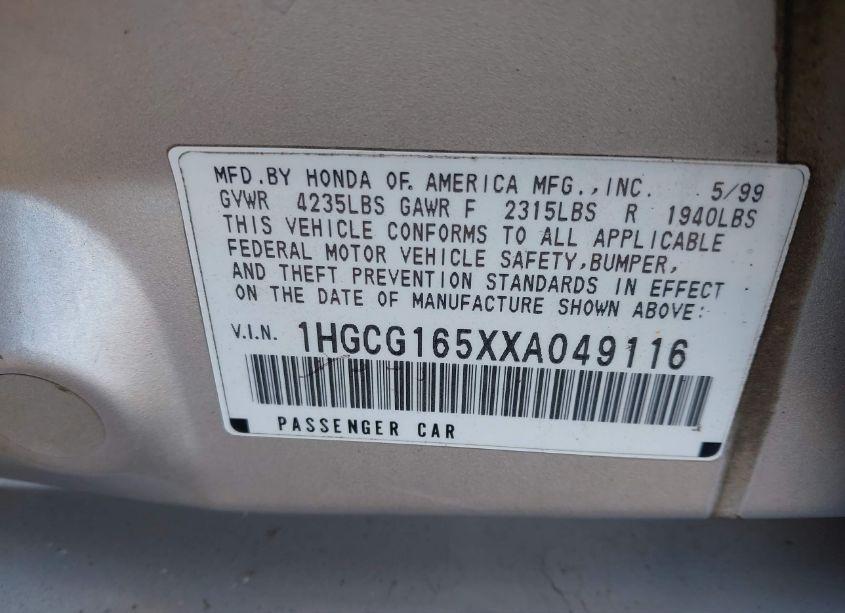 MFD.BY HONDA OF AMERICA MFG.,INC. 5/99
GVWR 4235LBS GAWR F 2315LBS R 1940LBS
THIS VEHICLE CONFORMS TO ALL APPLICABLE
FEDERAL MOTOR VEHICLE SAFETY,BUMPER,
AND THEFT PREVENTION STANDARDS IN EFFECT
ON THE DATE OF MANUFACTURE SHOWN ABOVE:
V.I.N. 1HGCG165XXA049116
PASSENGER CAR